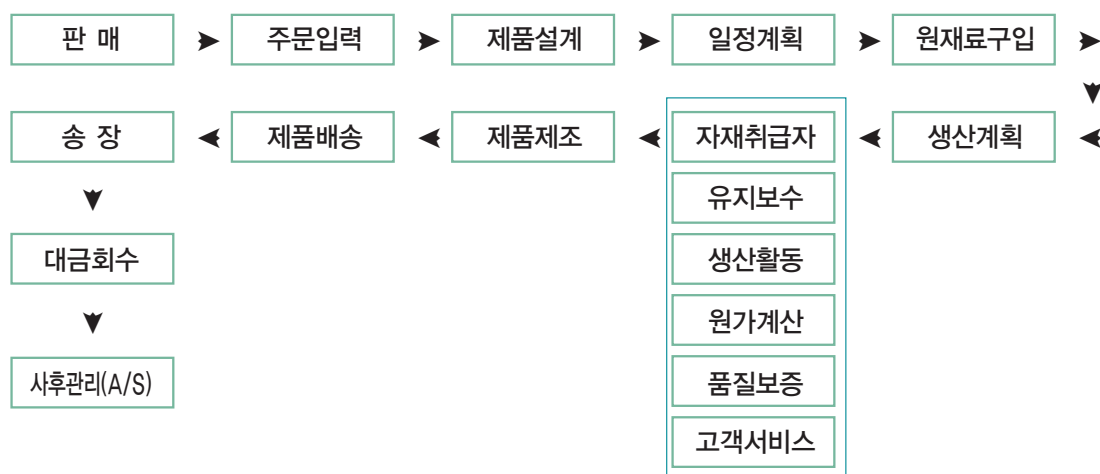 판 매
주문입력
제품설계
일정계획
원재료구입
송 장
제품배송
제품제조
자재취급자
생산계획
유지보수
대금회수
생산활동
원가계산
사후관리(A/S)
품질보증
고객서비스